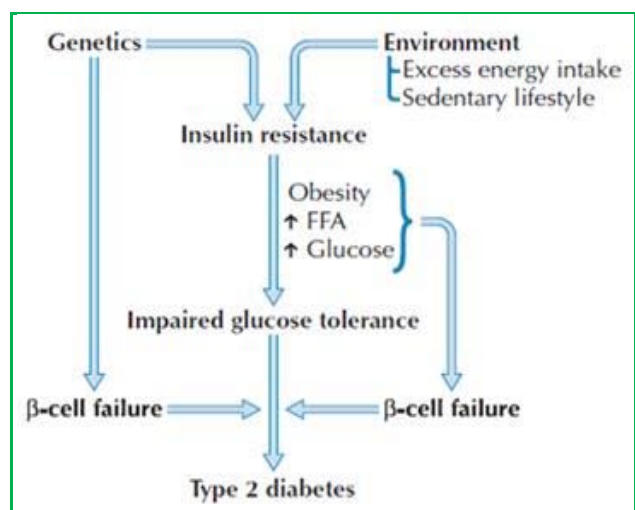 Genetics
Environment
Excess energy intake
Sedentary lifestyle
Insulin resistance
Obesity
↑ FFA
↑ Glucose
Impaired glucose tolerance
β-cell failure
β-cell failure
Type 2 diabetes